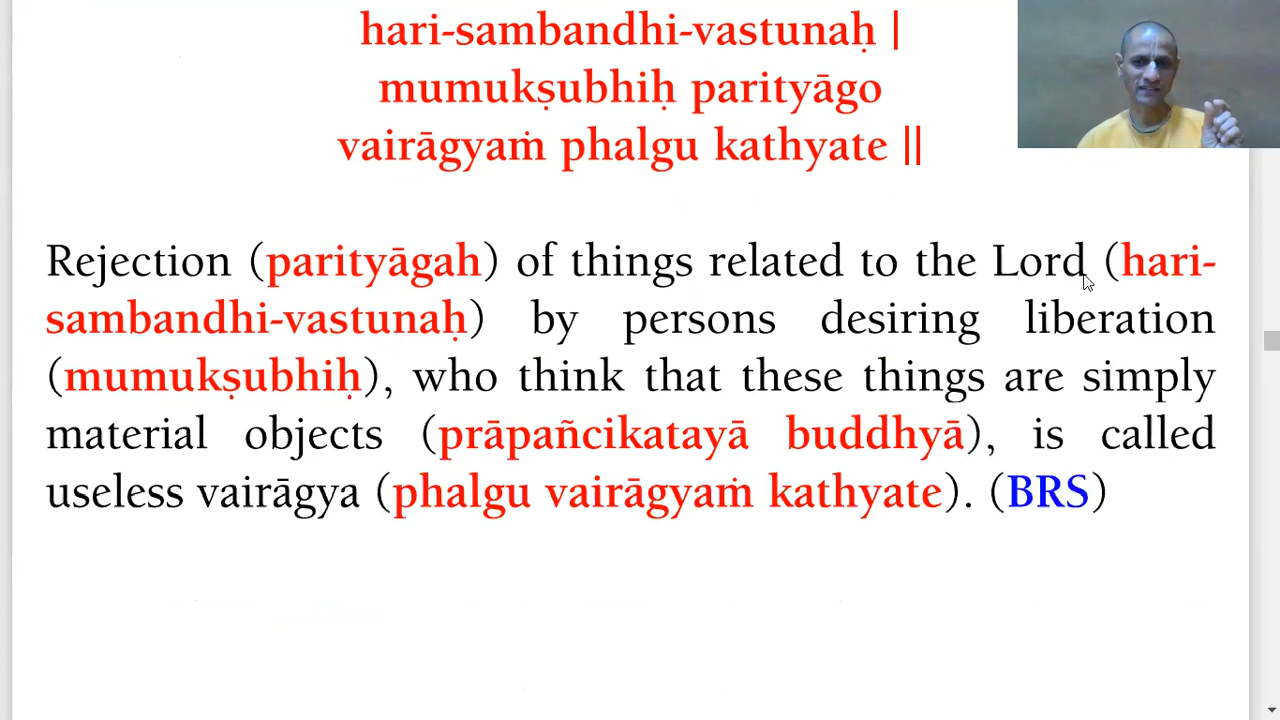 hari-sambandhi-vastunaḥ |
mumukṣubhiḥ parityāgo
vairāgyaṁ phalgu kathyate ||
Rejection (parityāgah) of things related to the Lord (hari-
sambandhi-vastunaḥ) by persons desiring liberation
(mumukṣubhiḥ), who think that these things are simply
material objects (prāpañcikatayā buddhyā), is called
useless vairāgya (phalgu vairāgyaṁ kathyate). (BRS)